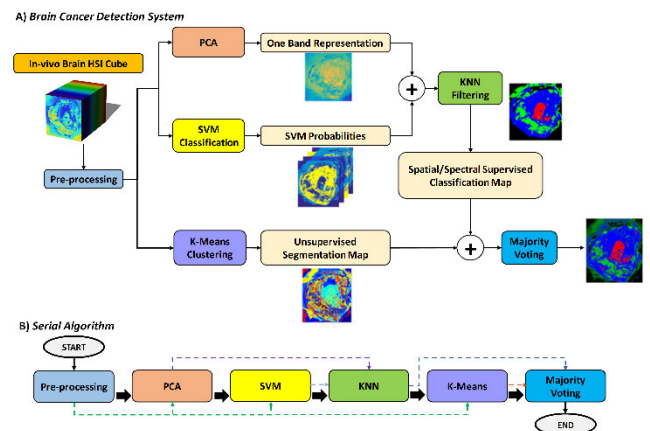 A) Brain Cancer Detection System
In-vivo Brain HSI Cube
Pre-processing
PCA
One Band Representation
SVM
Classification
SVM Probabilities
+
KNN
Filtering
Spatial/Spectral Supervised
Classification Map
K-Means
Clustering
Unsupervised
Segmentation Map
+
Majority
Voting
B) Serial Algorithm
START
Pre-processing
PCA
SVM
KNN
K-Means
Majority
Voting
END